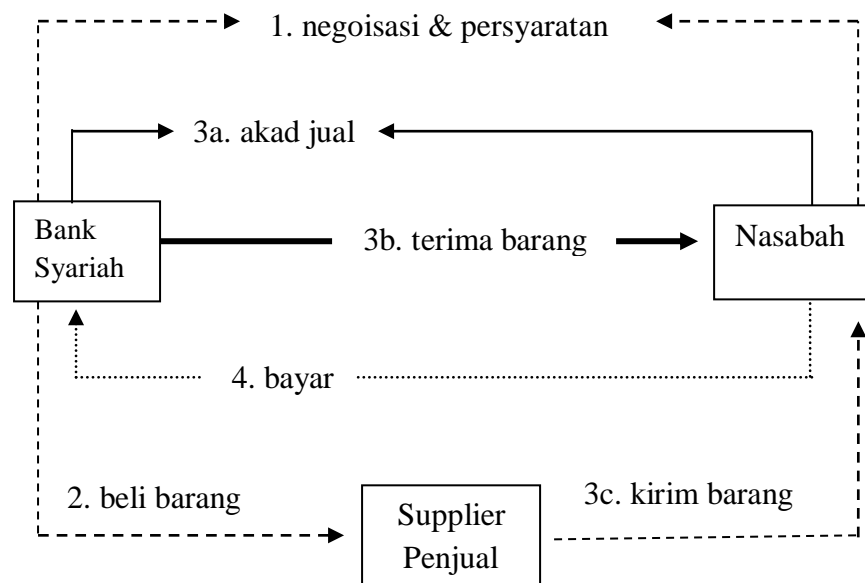 1. negoisasi & persyaratan
3a. akad jual
Bank
Syariah
3b. terima barang
Nasabah
4. bayar
2. beli barang
Supplier
Penjual
3c. kirim barang